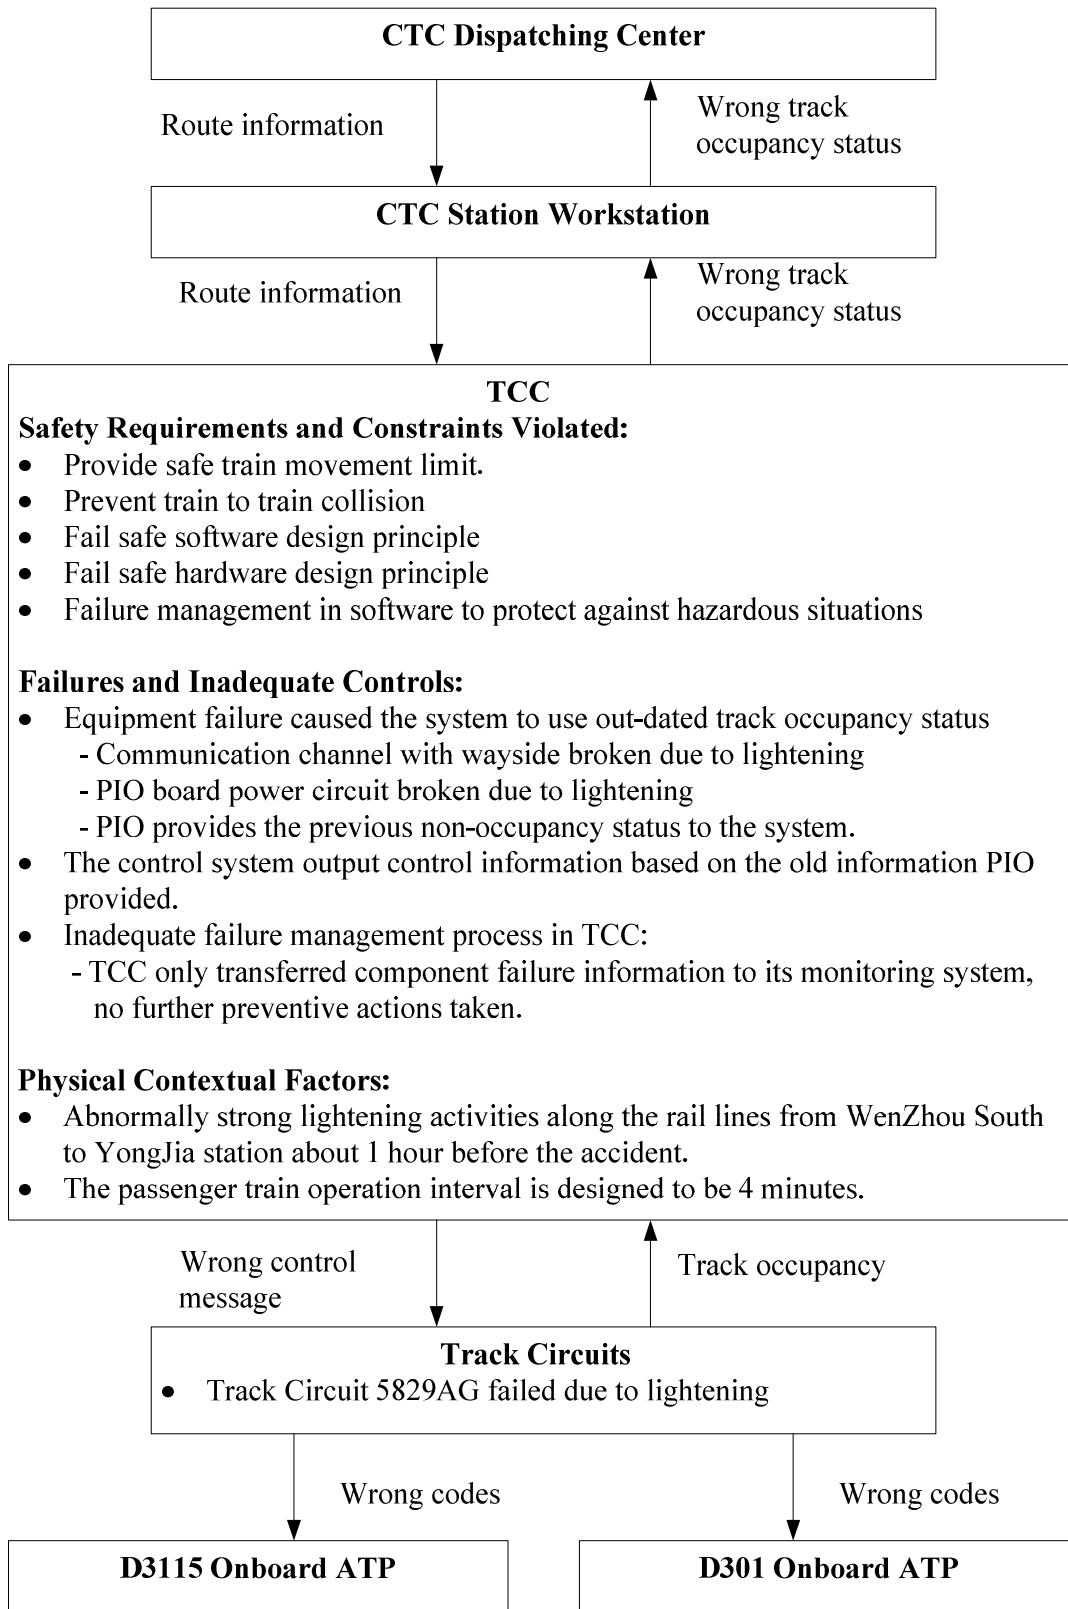 CTC Dispatching Center
Route information
Wrong track
occupancy status
CTC Station Workstation
Route information
Wrong track
occupancy status
TCC
Safety Requirements and Constraints Violated:
• Provide safe train movement limit.
• Prevent train to train collision
• Fail safe software design principle
• Fail safe hardware design principle
• Failure management in software to protect against hazardous situations
Failures and Inadequate Controls:
• Equipment failure caused the system to use out-dated track occupancy status
- Communication channel with wayside broken due to lightening
- PIO board power circuit broken due to lightening
- PIO provides the previous non-occupancy status to the system.
• The control system output control information based on the old information PIO
provided.
• Inadequate failure management process in TCC:
- TCC only transferred component failure information to its monitoring system,
no further preventive actions taken.
Physical Contextual Factors:
• Abnormally strong lightening activities along the rail lines from WenZhou South
to YongJia station about 1 hour before the accident.
• The passenger train operation interval is designed to be 4 minutes.
Wrong control
message
Track occupancy
Track Circuits
• Track Circuit 5829AG failed due to lightening
Wrong codes
Wrong codes
D3115 Onboard ATP
D301 Onboard ATP